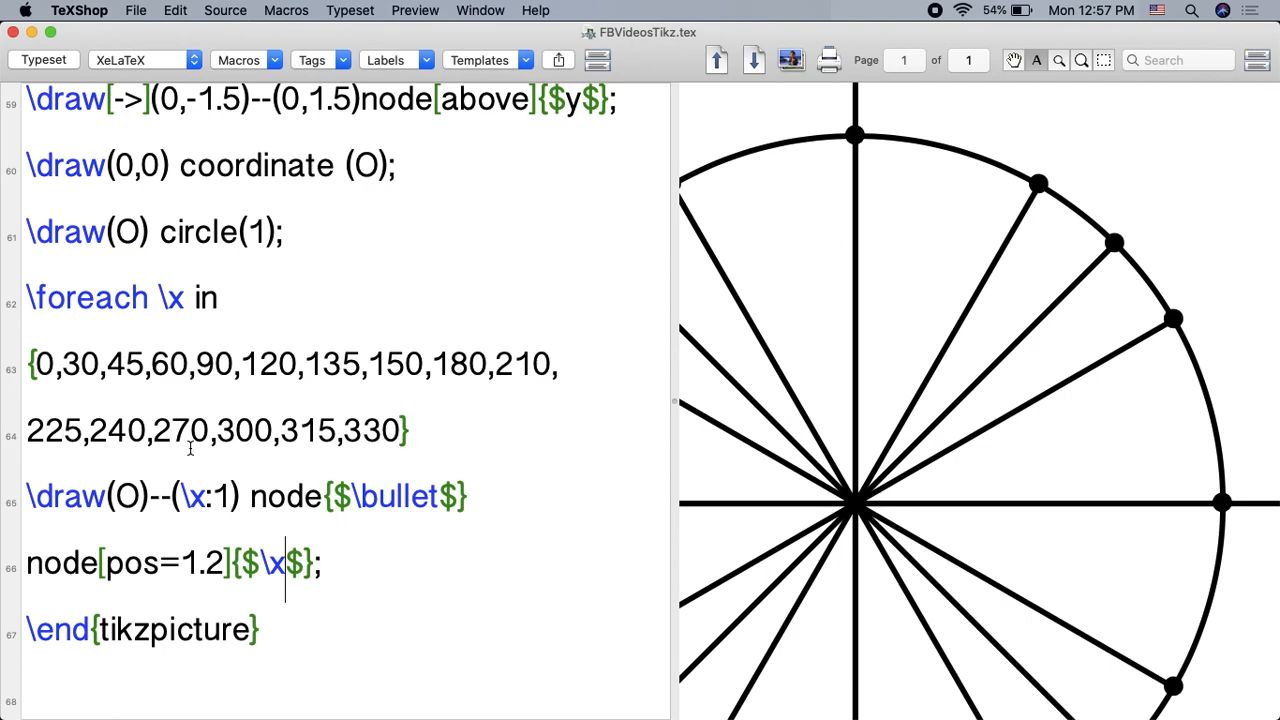 TeXShop File Edit Source Macros Typeset Preview Window Help 54% Mon 12:57 PM
FBVideosTikz.tex
Typeset XeLaTeX Macros Tags Labels Templates Page 1 of 1 Search
59 \draw[->](0,-1.5)--(0,1.5)node[above]{$y$};
60 \draw(0,0) coordinate (O);
61 \draw(O) circle(1);
62 \foreach \x in
63 {0,30,45,60,90,120,135,150,180,210,
64 225,240,270,300,315,330}
65 \draw(O)--(\x:1) node{$\bullet$}
66 node[pos=1.2]{$\x$};
67 \end{tikzpicture}
68